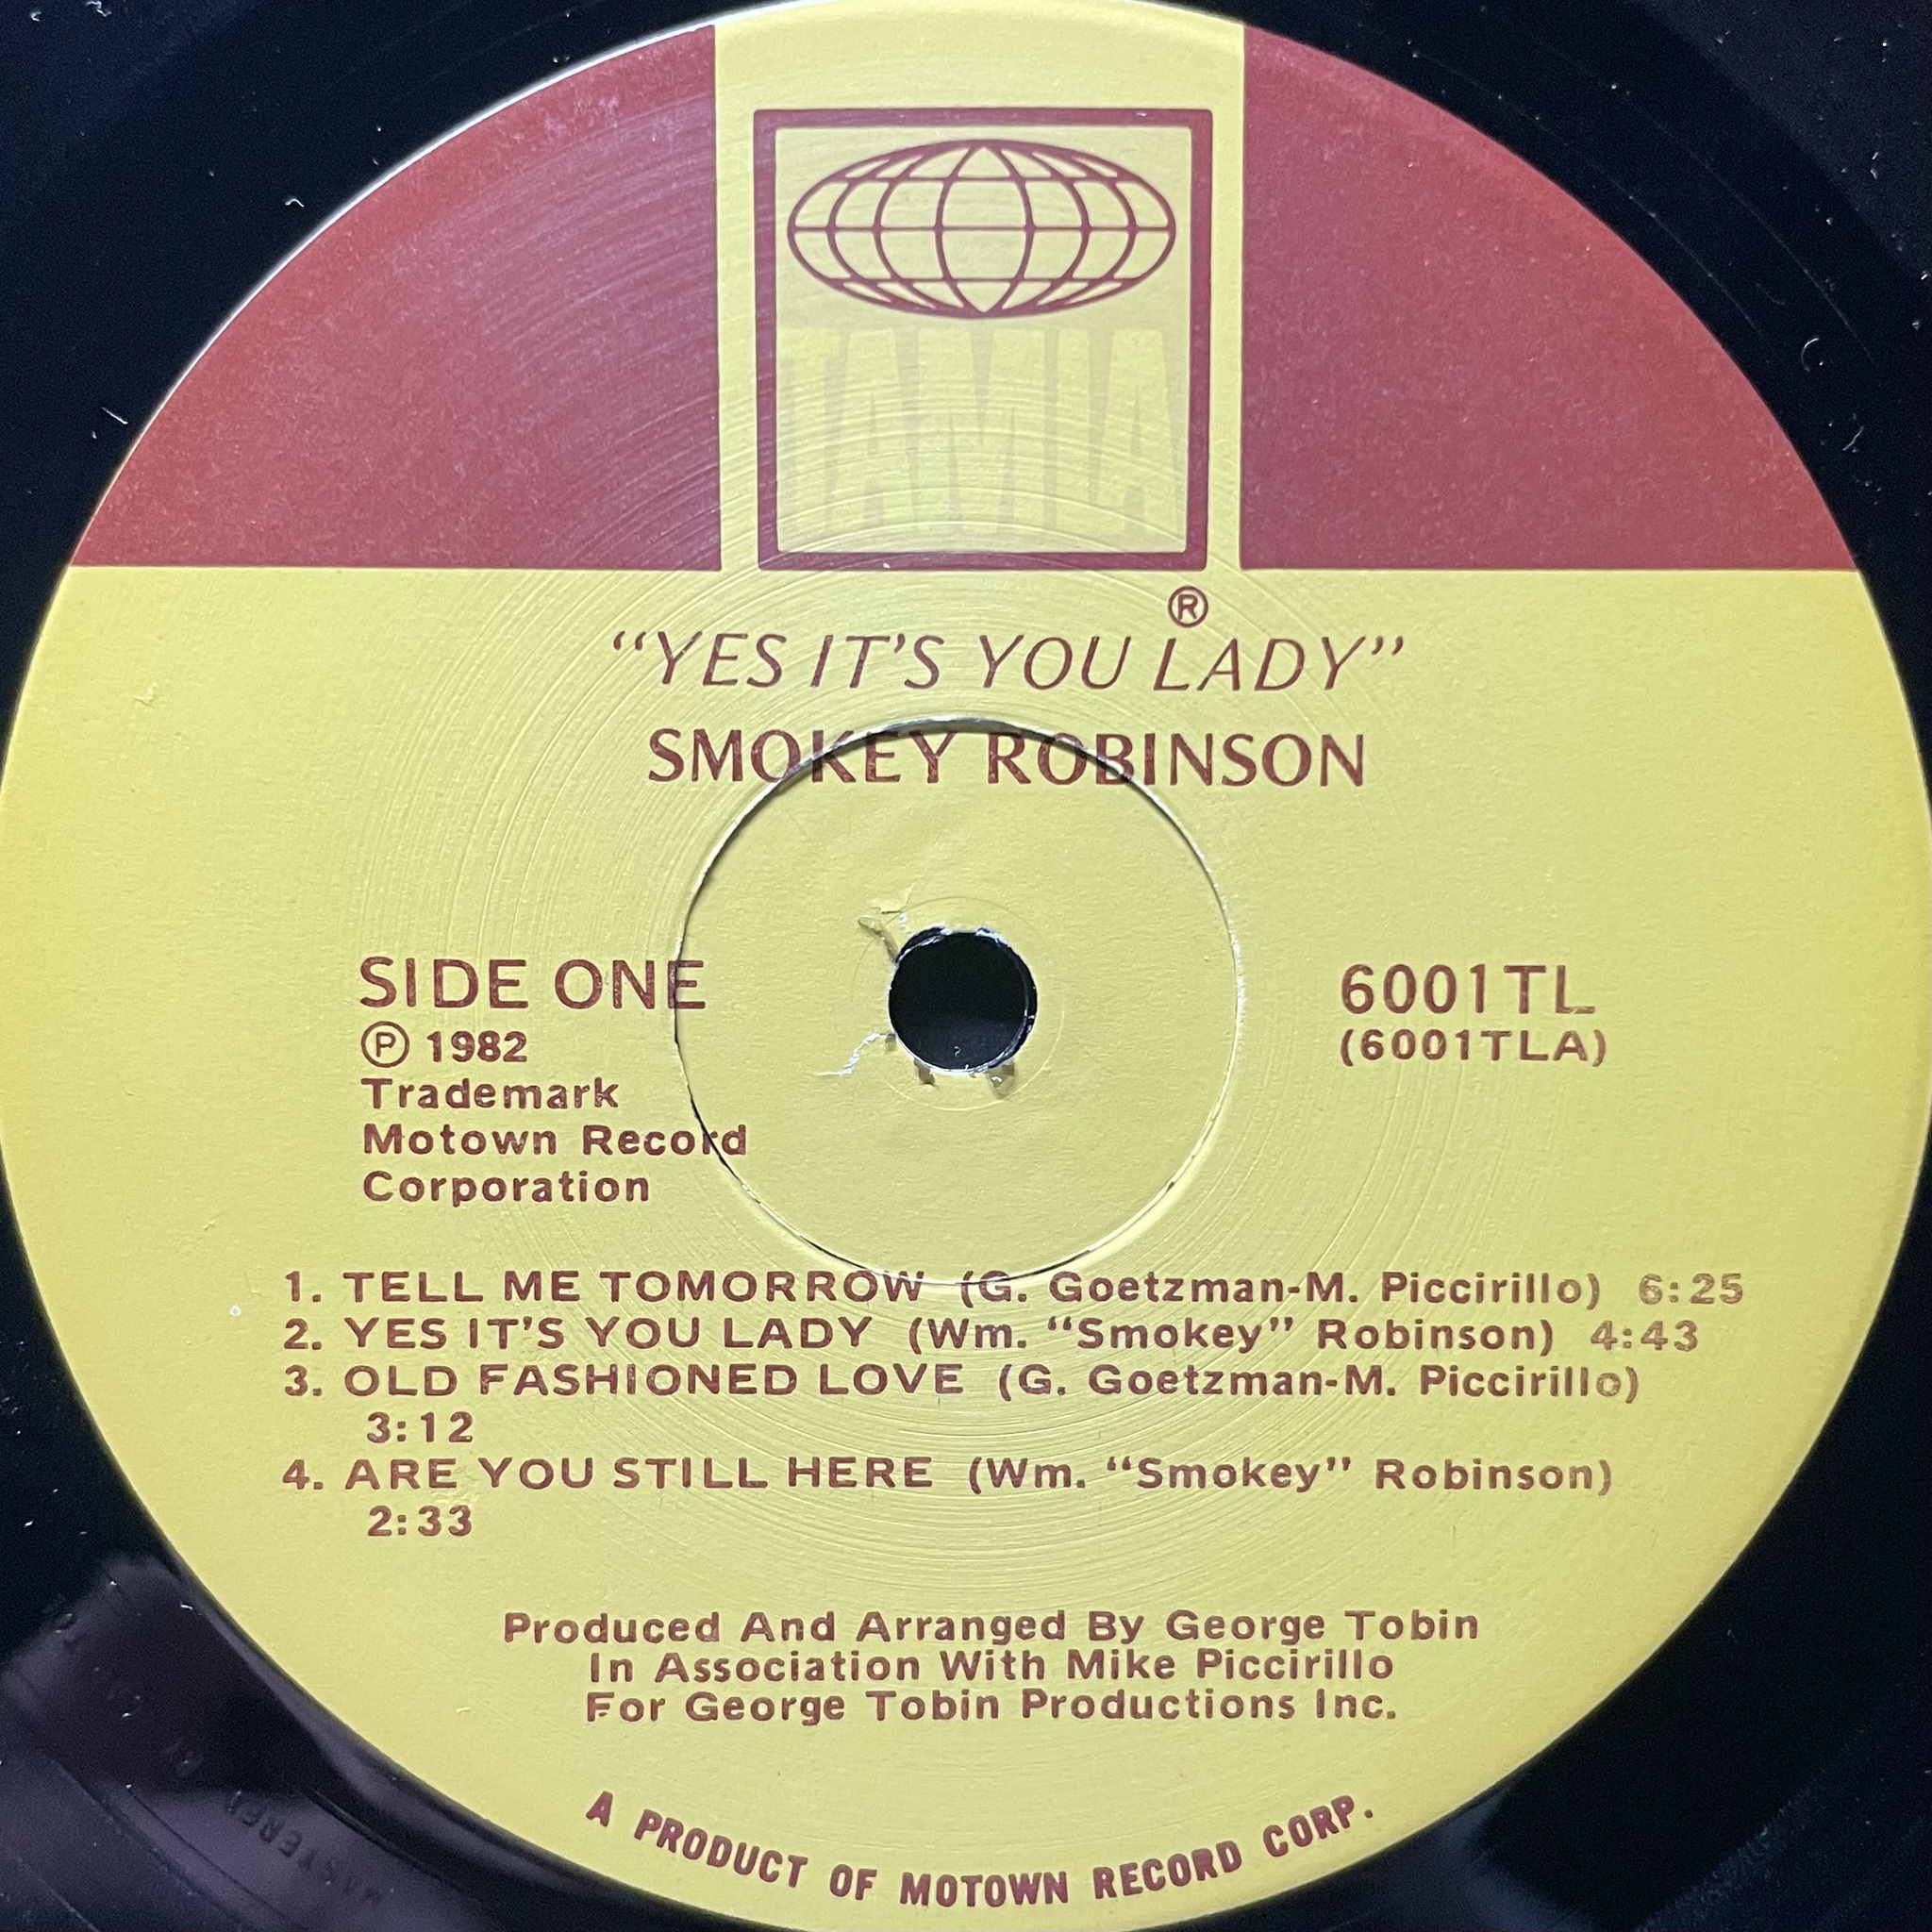 TAMLA
®
“YES IT’S YOU LADY”
SMOKEY ROBINSON
SIDE ONE
Ⓟ 1982
Trademark
Motown Record
Corporation
6001TL
(6001TLA)
1. TELL ME TOMORROW (G. Goetzman-M. Piccirillo) 6:25
2. YES IT’S YOU LADY (Wm. “Smokey” Robinson) 4:43
3. OLD FASHIONED LOVE (G. Goetzman-M. Piccirillo)
3:12
4. ARE YOU STILL HERE (Wm. “Smokey” Robinson)
2:33
Produced And Arranged By George Tobin
In Association With Mike Piccirillo
For George Tobin Productions Inc.
A PRODUCT OF MOTOWN RECORD CORP.